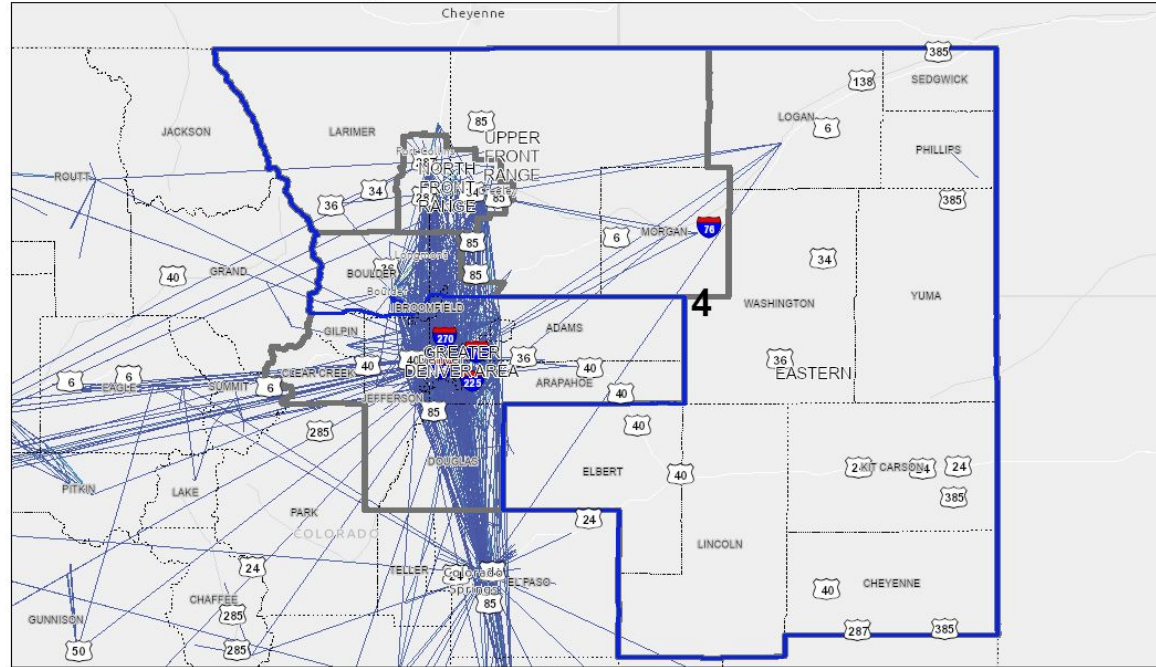 Cheyenne
385
SEDGWICK
138
LOGAN
6
JACKSON
LARIMER
85
UPPER
FRONT
RANGE
PHILLIPS
287
NORTH
FRONT
RANGE
ROUTT
34
36
85
385
MORGAN
76
6
85
34
GRAND
40
BOULDER
Longmont
85
Boulder
YUMA
4
WASHINGTON
BROOMFIELD
ADAMS
GILPIN
270
GREATER
DENVER AREA
36
40
36
EASTERN
40
CLEAR CREEK
225
ARAPAHOE
6
EAGLE
6
SUMMIT
6
JEFFERSON
40
85
285
40
DOUGLAS
ELBERT
KIT CARSON
24
385
40
PITKIN
LAKE
PARK
COLORADO
24
LINCOLN
TELLER
24
Colorado
Springs
EL PASO
85
CHEYENNE
40
CHAFFEE
24
285
GUNNISON
50
285
287
385